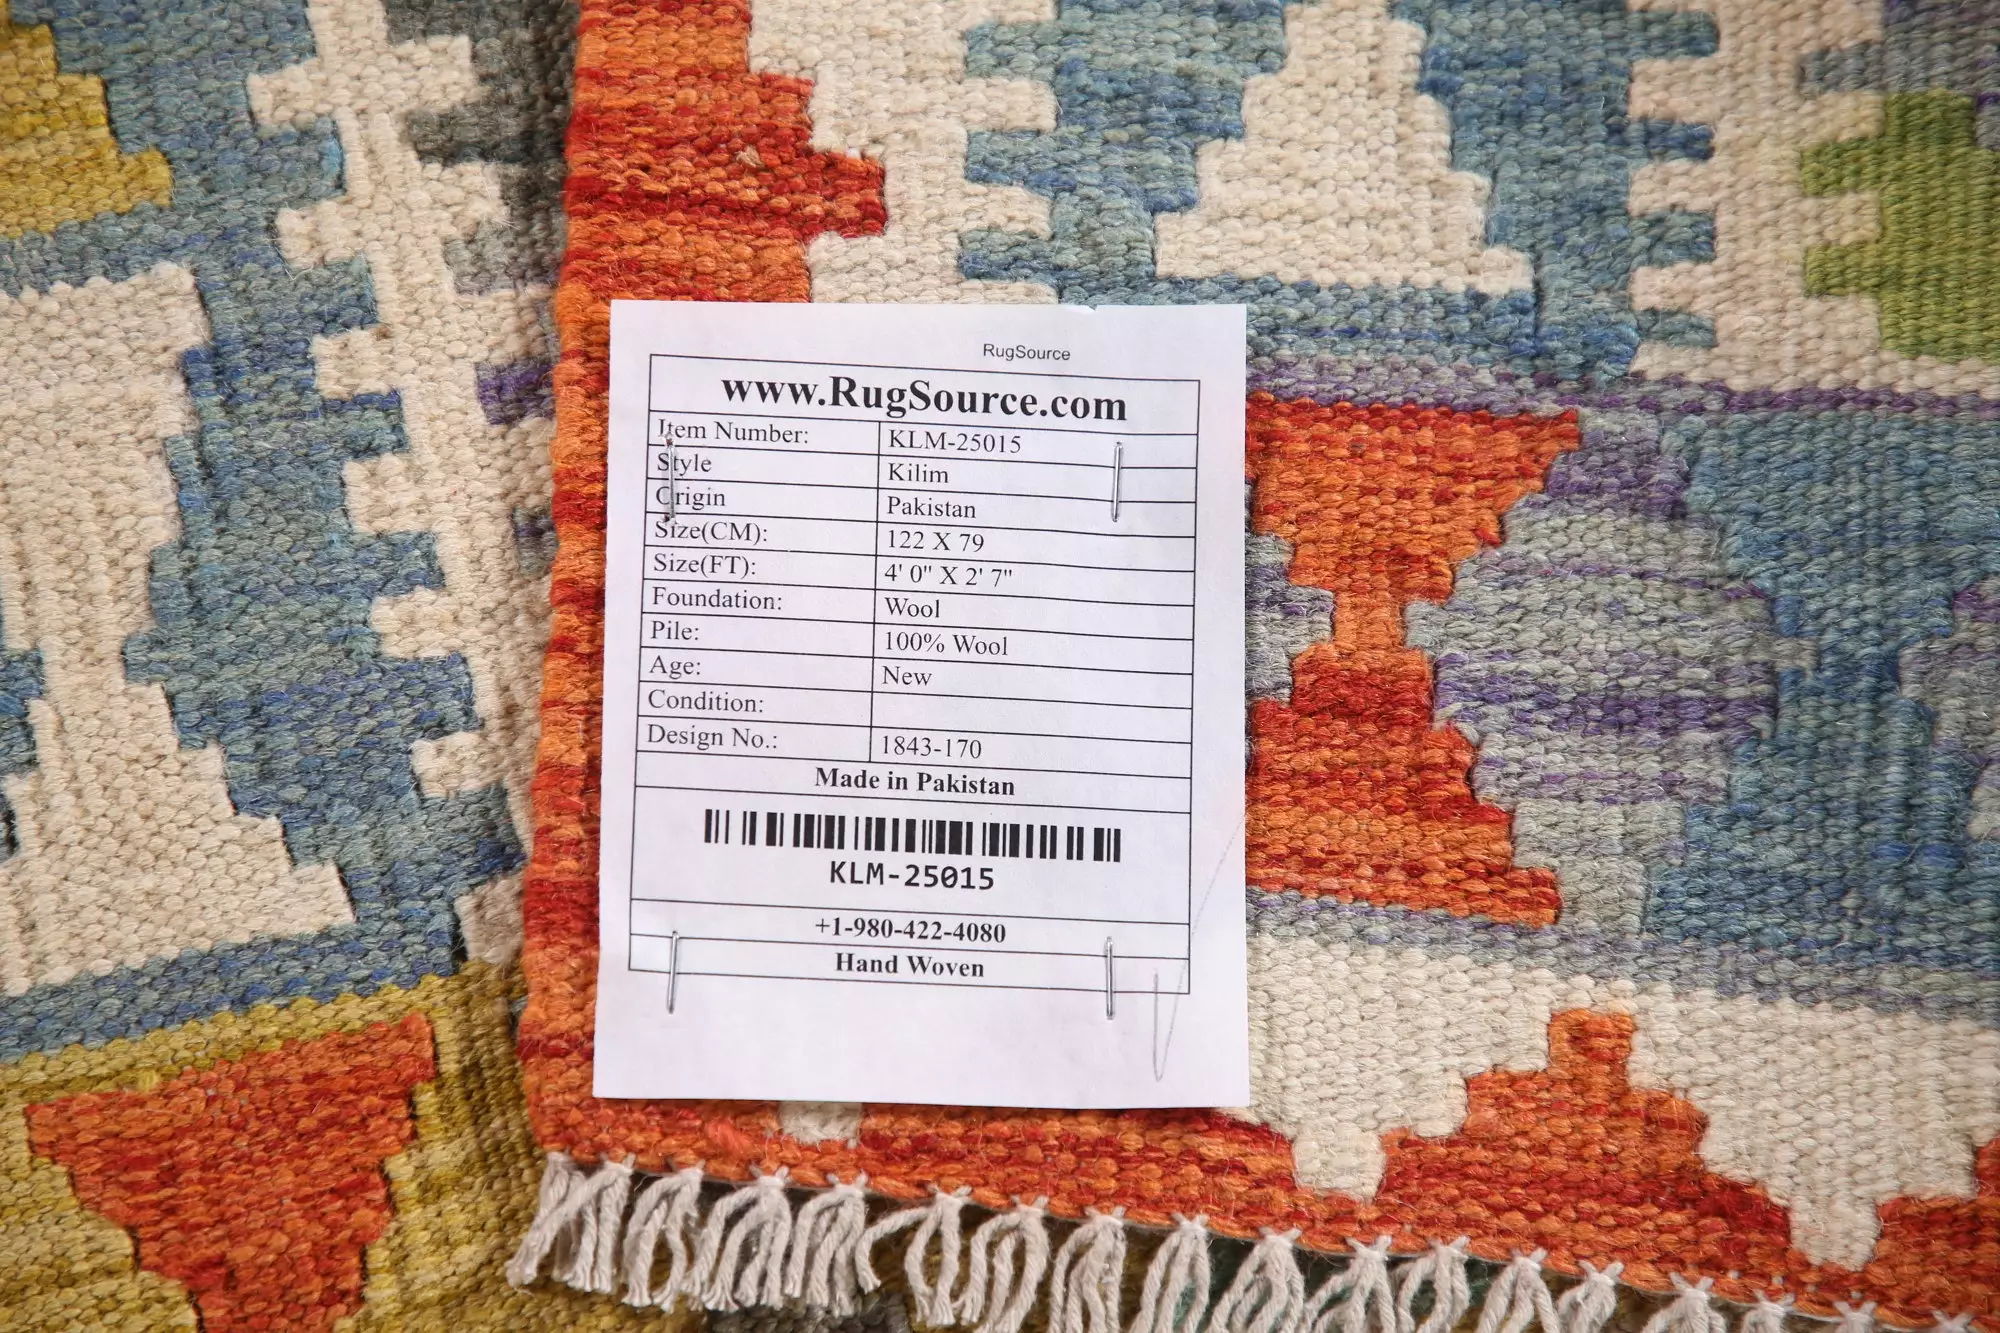 RugSource
www.RugSource.com
Item Number: KLM-25015
Style Kilim
Origin Pakistan
Size(CM): 122 X 79
Size(FT): 4' 0" X 2' 7"
Foundation: Wool
Pile: 100% Wool
Age: New
Condition:
Design No.: 1843-170
Made in Pakistan
KLM-25015
+1-980-422-4080
Hand Woven